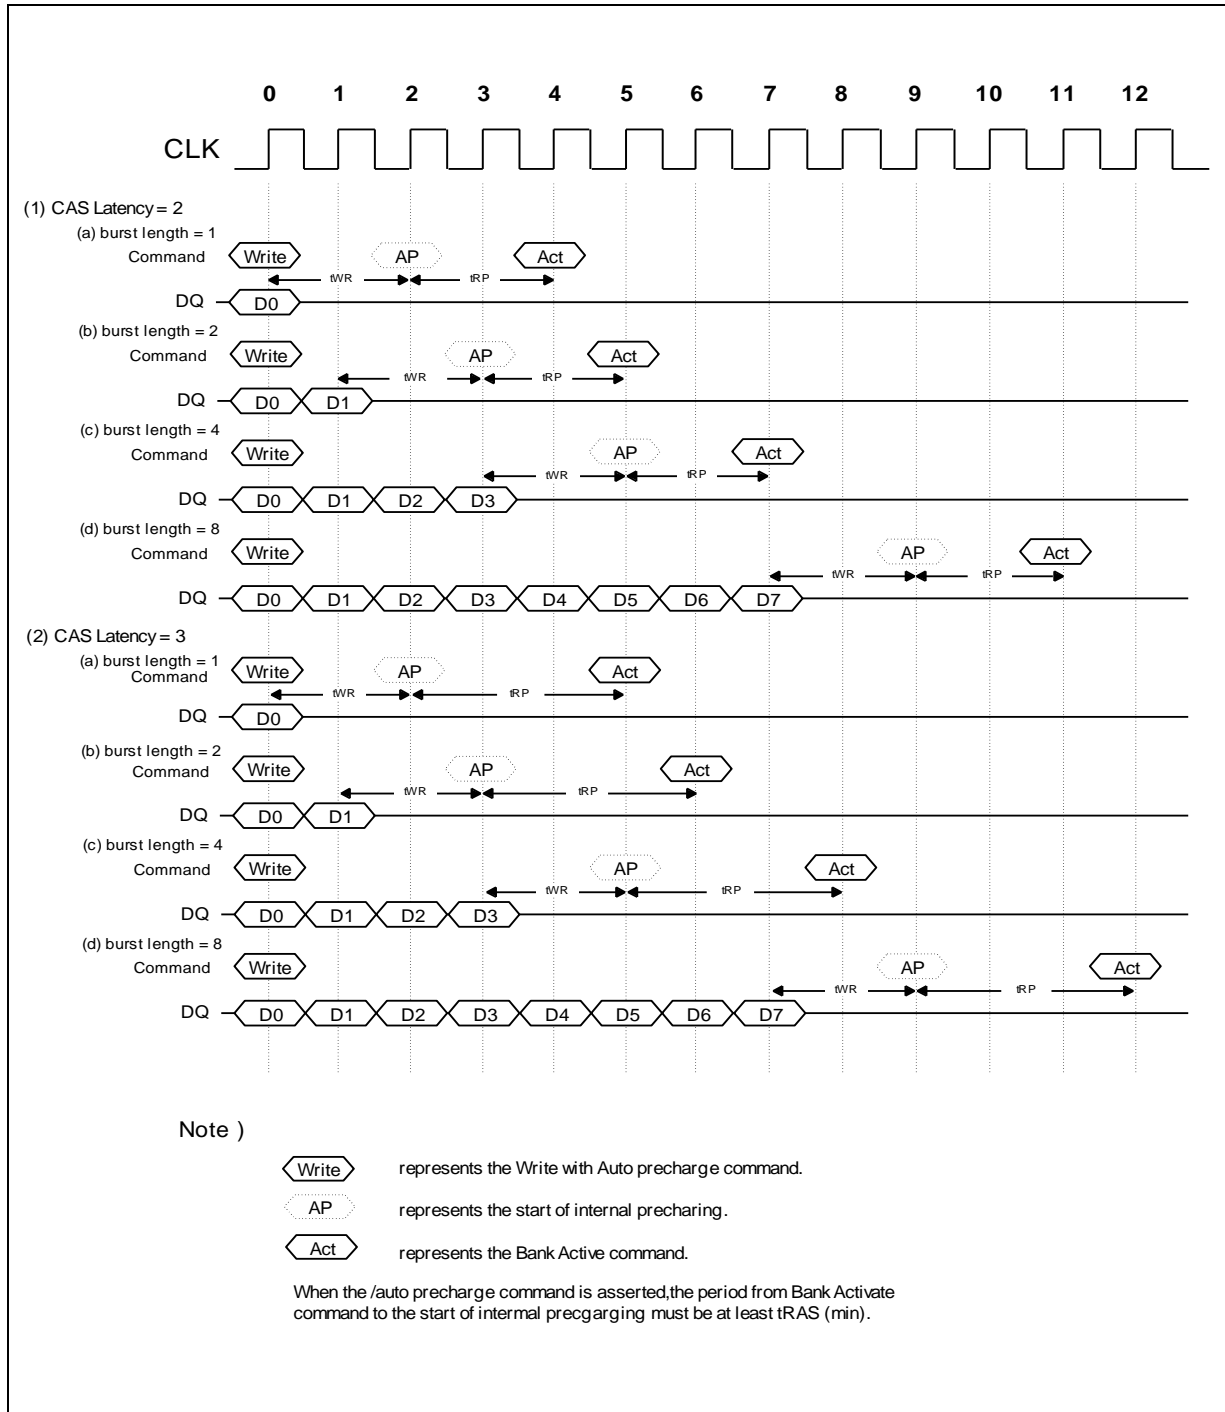 0 1 2 3 4 5 6 7 8 9 10 11 12
CLK
(1) CAS Latency = 2
(a) burst length = 1
Command Write AP Act
tWR tRP
DQ D0
(b) burst length = 2
Command Write AP Act
tWR tRP
DQ D0 D1
(c) burst length = 4
Command Write AP Act
tWR tRP
DQ D0 D1 D2 D3
(d) burst length = 8
Command Write AP Act
tWR tRP
DQ D0 D1 D2 D3 D4 D5 D6 D7
(2) CAS Latency = 3
(a) burst length = 1
Command Write AP Act
tWR tRP
DQ D0
(b) burst length = 2
Command Write AP Act
tWR tRP
DQ D0 D1
(c) burst length = 4
Command Write AP Act
tWR tRP
DQ D0 D1 D2 D3
(d) burst length = 8
Command Write AP Act
tWR tRP
DQ D0 D1 D2 D3 D4 D5 D6 D7
Note )
Write represents the Write with Auto precharge command.
AP represents the start of internal precharing.
Act represents the Bank Active command.
When the /auto precharge command is asserted,the period from Bank Activate
command to the start of intermal precgarging must be at least tRAS (min).